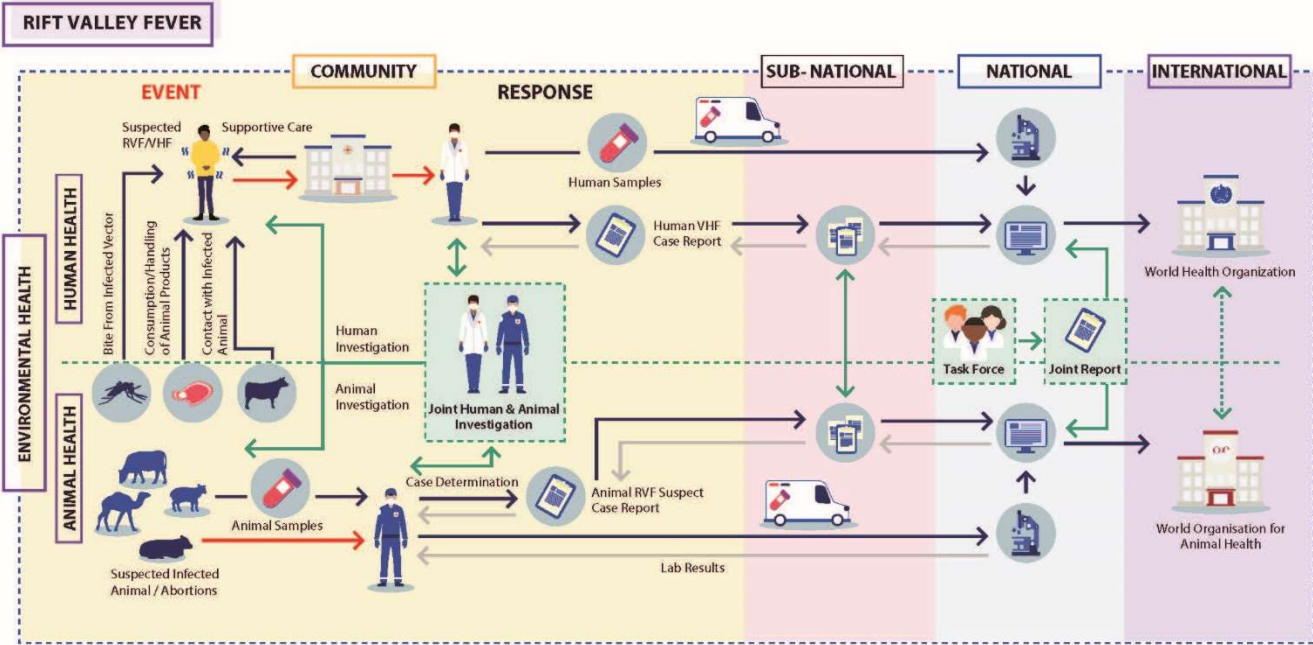 RIFT VALLEY FEVER
COMMUNITY
SUB- NATIONAL
NATIONAL
INTERNATIONAL
EVENT
RESPONSE
Suspected
RVF/VHF
Supportive Care
Human Samples
Human VHF
Case Report
World Health Organization
ENVIRONMENTAL HEALTH
HUMAN HEALTH
ANIMAL HEALTH
Bite From Infected Vector
Consumption/Handling
of Animal Products
Contact with Infected
Animal
Human
Investigation
Animal
Investigation
Joint Human & Animal
Investigation
Task Force
Joint Report
Case Determination
Animal Samples
Animal RVF Suspect
Case Report
Suspected Infected
Animal / Abortions
Lab Results
World Organisation for
Animal Health